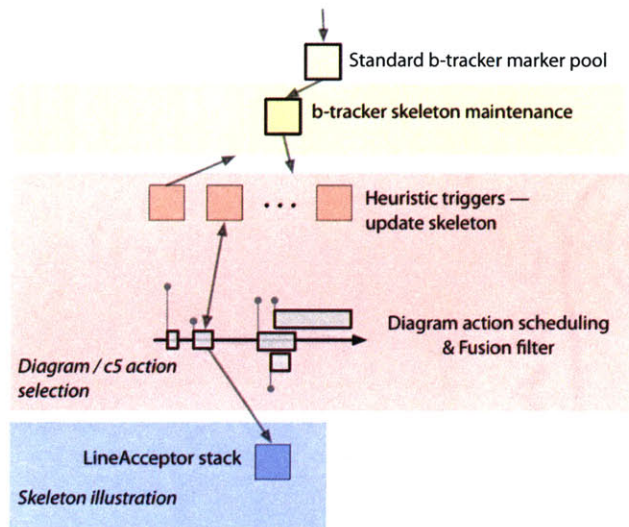 Standard b-tracker marker pool
b-tracker skeleton maintenance
Heuristic triggers —
update skeleton
Diagram action scheduling
& Fusion filter
Diagram / c5 action
selection
LineAcceptor stack
Skeleton illustration